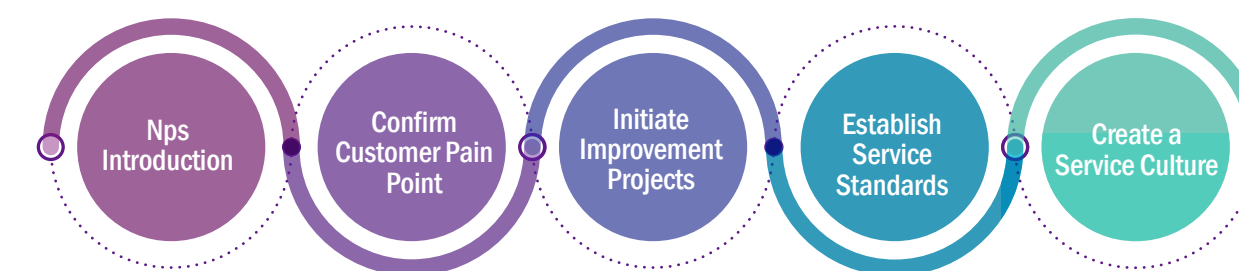 Nps
Introduction
Confirm
Customer Pain
Point
Initiate
Improvement
Projects
Establish
Service
Standards
Create a
Service Culture